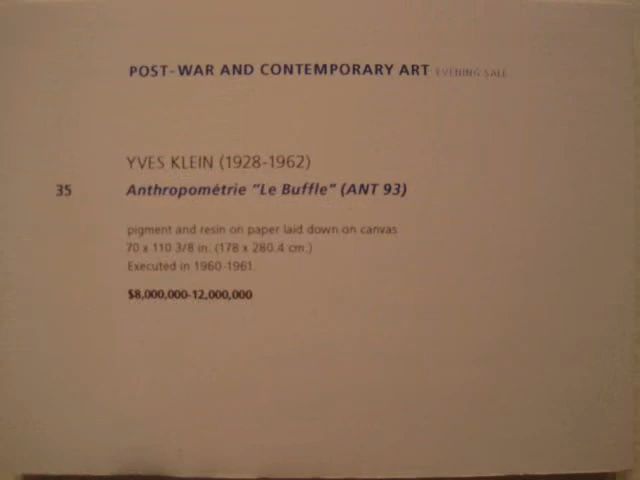 POST-WAR AND CONTEMPORARY ART EVENING SALE
YVES KLEIN (1928-1962)
35 Anthropométrie "Le Buffle" (ANT 93)
pigment and resin on paper laid down on canvas
70 x 110 3/8 in. (178 x 280.4 cm.)
Executed in 1960-1961.
$8,000,000-12,000,000